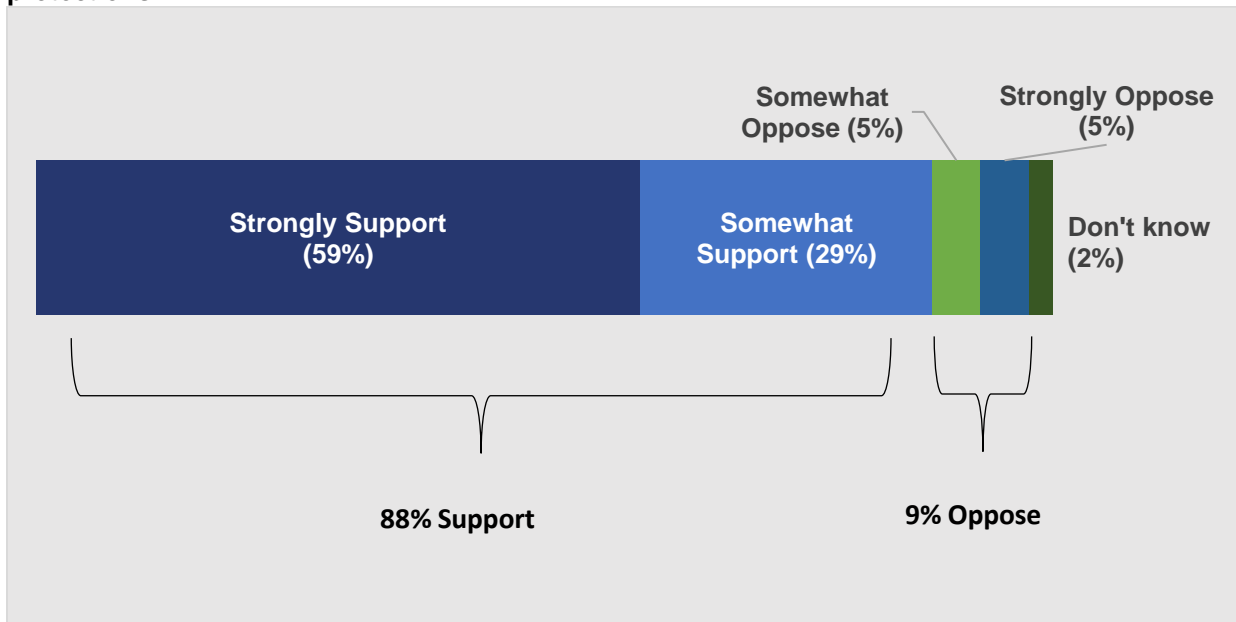 Somewhat
Oppose (5%)
Strongly Oppose
(5%)
Strongly Support
(59%)
Somewhat
Support (29%)
Don't know
(2%)
88% Support
9% Oppose